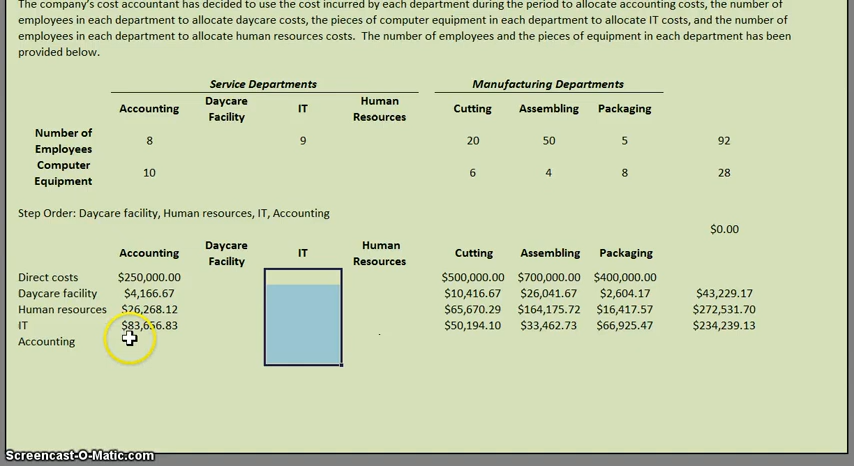 The company's cost accountant has decided to use the cost incurred by each department during the period to allocate accounting costs, the number of
employees in each department to allocate daycare costs, the pieces of computer equipment in each department to allocate IT costs, and the number of
employees in each department to allocate human resources costs. The number of employees and the pieces of equipment in each department has been
provided below.
Service Departments Manufacturing Departments
Accounting Daycare Facility IT Human Resources Cutting Assembling Packaging
Number of Employees 8 9 20 50 5 92
Computer Equipment 10 6 4 8 28
Step Order: Daycare facility, Human resources, IT, Accounting
$0.00
Accounting Daycare Facility IT Human Resources Cutting Assembling Packaging
Direct costs $250,000.00 $500,000.00 $700,000.00 $400,000.00
Daycare facility $4,166.67 $10,416.67 $26,041.67 $2,604.17 $43,229.17
Human resources $26,268.12 $65,670.29 $164,175.72 $16,417.57 $272,531.70
IT $83,656.83 $50,194.10 $33,462.73 $66,925.47 $234,239.13
Accounting
Screencast-O-Matic.com